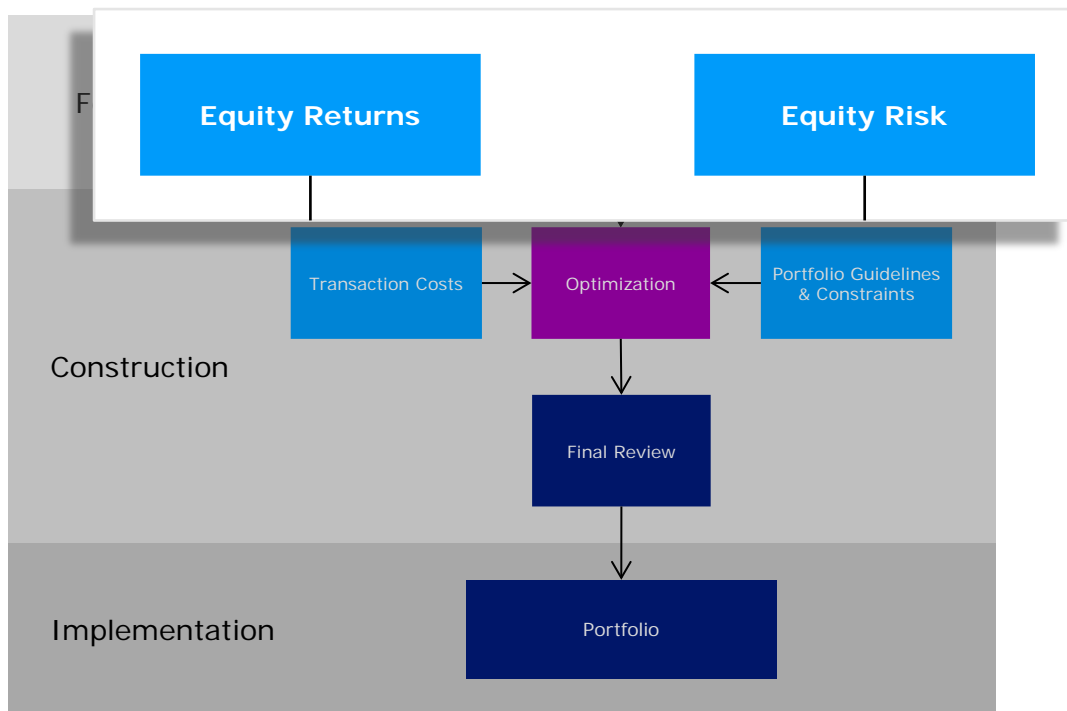 F
Equity Returns
Equity Risk
Transaction Costs
Optimization
Portfolio Guidelines
& Constraints
Construction
Final Review
Implementation
Portfolio